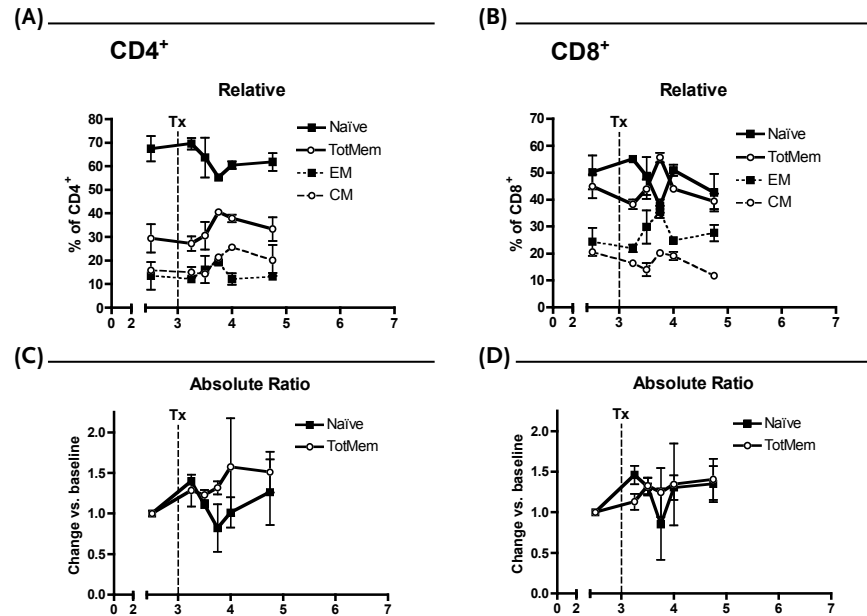 (A)
CD4+
Relative
Tx
Naïve
TotMem
EM
CM
% of CD4+
80
70
60
50
40
30
20
10
0
0 2 3 4 5 6 7
(B)
CD8+
Relative
Tx
Naïve
TotMem
EM
CM
% of CD8+
70
60
50
40
30
20
10
0
0 2 3 4 5 6 7
(C)
Absolute Ratio
Tx
Naïve
TotMem
Change vs. baseline
2.0
1.5
1.0
0.5
0.0
0 2 3 4 5 6 7
(D)
Absolute Ratio
Tx
Naïve
TotMem
Change vs. baseline
2.0
1.5
1.0
0.5
0.0
0 2 3 4 5 6 7